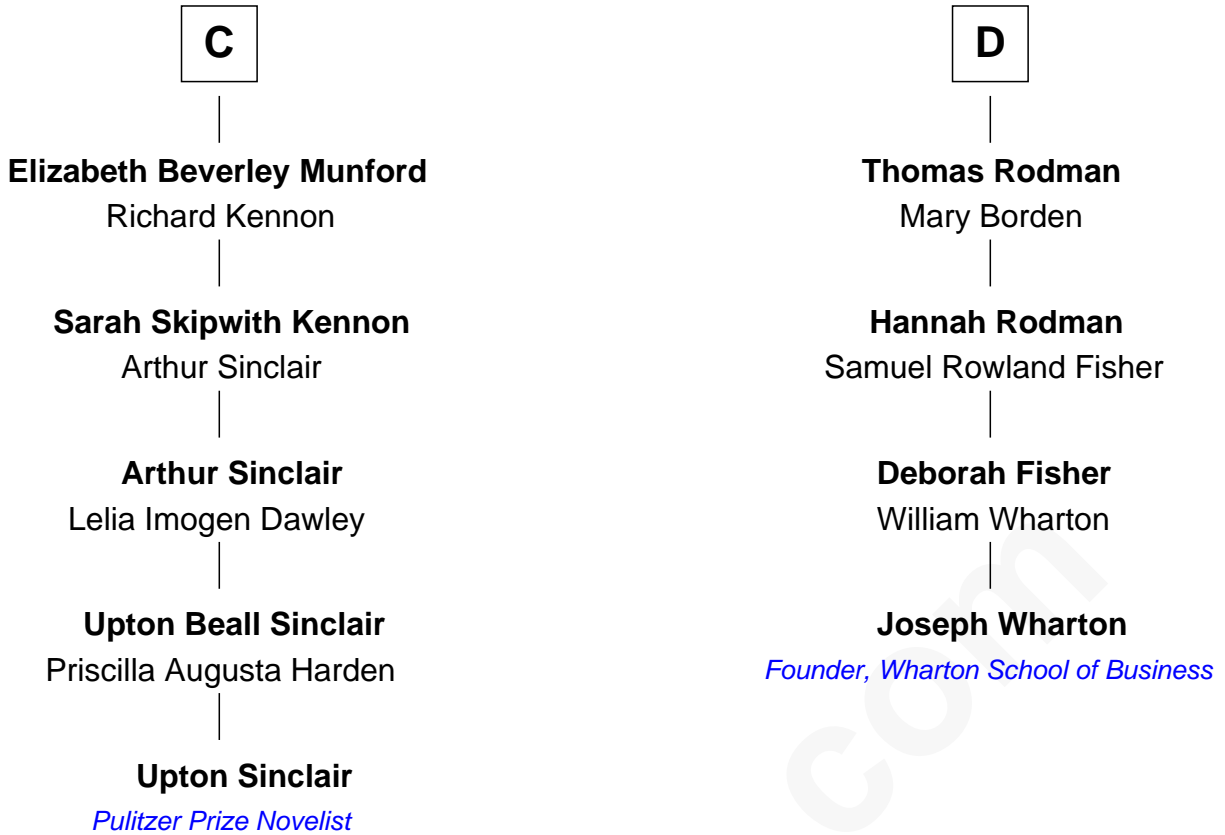 C
Elizabeth Beverley Munford
Richard Kennon
Sarah Skipwith Kennon
Arthur Sinclair
Arthur Sinclair
Lelia Imogen Dawley
Upton Beall Sinclair
Priscilla Augusta Harden
Upton Sinclair
Pulitzer Prize Novelist
D
Thomas Rodman
Mary Borden
Hannah Rodman
Samuel Rowland Fisher
Deborah Fisher
William Wharton
Joseph Wharton
Founder, Wharton School of Business
com